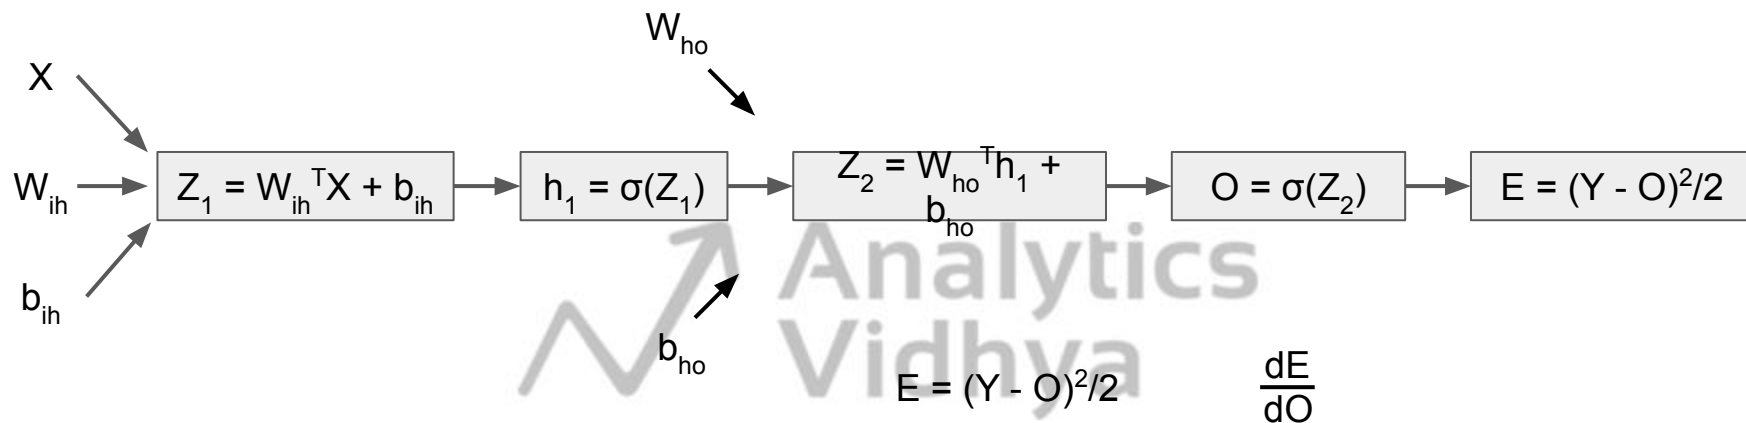 W_ho
X
W_ih
b_ih
Z_1 = W_ih^T X + b_ih
h_1 = σ(Z_1)
Z_2 = W_ho^T h_1 +
b_ho
O = σ(Z_2)
E = (Y - O)^2/2
b_ho
Analytics
Vidhya
E = (Y - O)^2/2
dE
dO